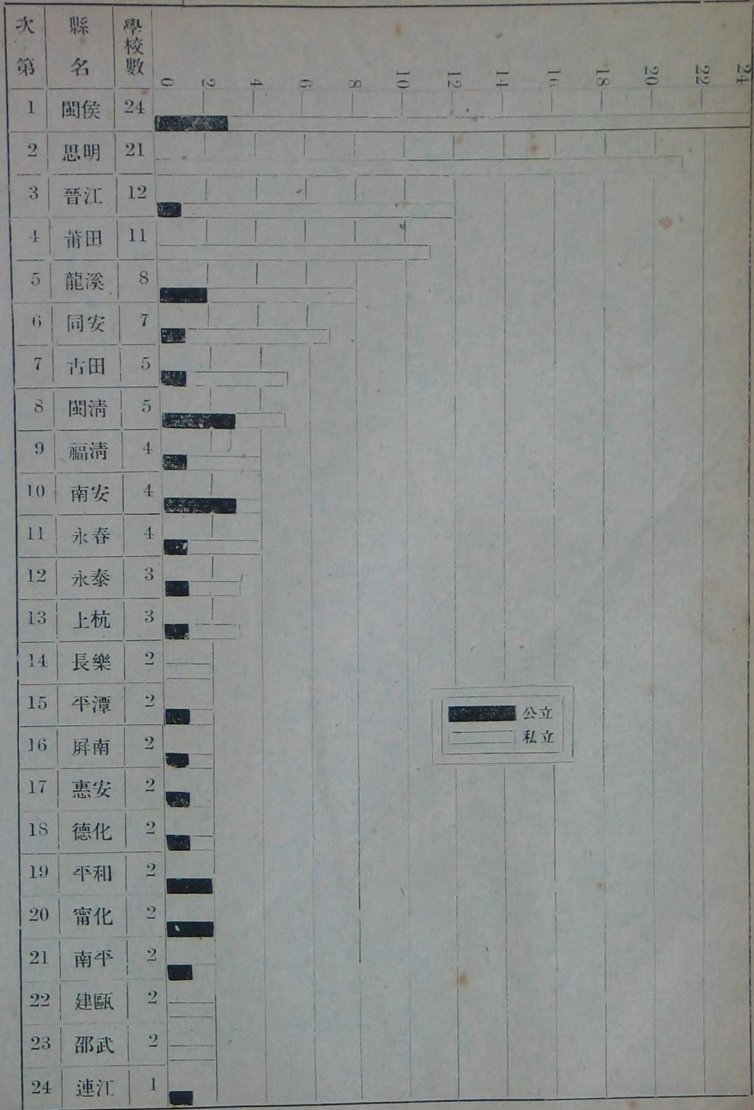 次第 縣名 學校數
0 2 4 6 8 10 12 14 16 18 20 22 24
1 閩侯 24
2 思明 21
3 晉江 12
4 莆田 11
5 龍溪 8
6 同安 7
7 古田 5
8 閩淸 5
9 福淸 4
10 南安 4
11 永春 4
12 永泰 3
13 上杭 3
14 長樂 2
15 平潭 2
16 屛南 2
17 惠安 2
18 德化 2
19 平和 2
20 甯化 2
21 南平 2
22 建甌 2
23 邵武 2
24 連江 1
公立
私立